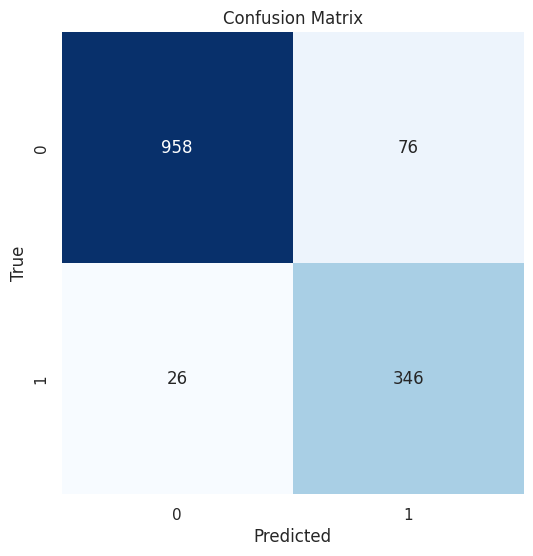 Confusion Matrix
True
0
958
76
1
26
346
0
1
Predicted